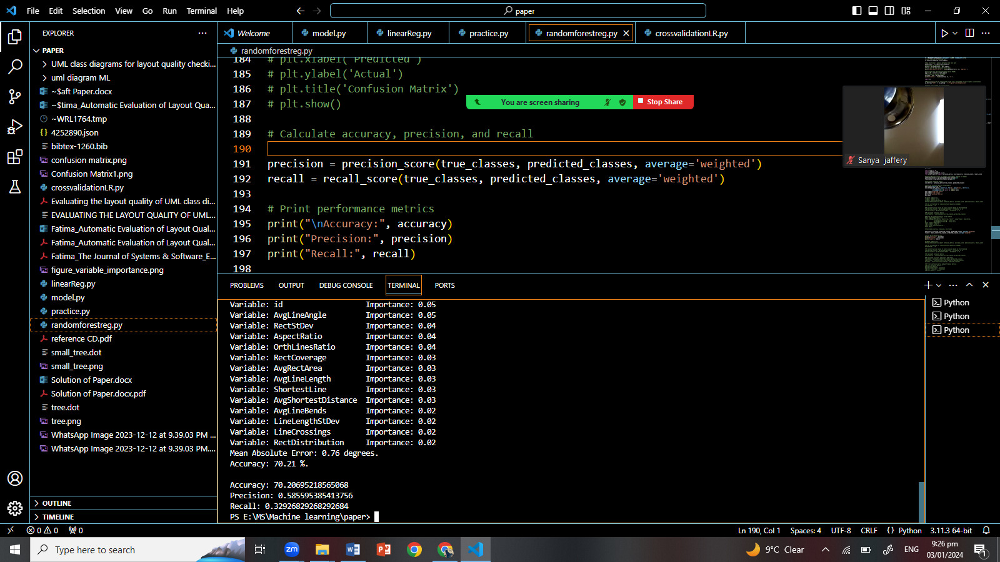 File Edit Selection View Go Run Terminal Help
paper
EXPLORER
PAPER
UML class diagrams for layout quality checki...
uml diagram ML
~$aft Paper.docx
~$tima_Automatic Evaluation of Layout Qua...
~WRL1764.tmp
4252890.json
bibtex-1260.bib
confusion matrix.png
Confusion Matrix1.png
crossvalidationLR.py
Evaluating the layout quality of UML class di...
EVALUATING THE LAYOUT QUALITY OF UML...
Fatima_Automatic Evaluation of Layout Qual...
Fatima_Automatic Evaluation of Layout Qual...
Fatima_The Journal of Systems & Software_E...
figure_variable_importance.png
linearReg.py
model.py
practice.py
randomforestreg.py
reference CD.pdf
small_tree.dot
small_tree.png
Solution of Paper.docx
Solution of Paper.docx.pdf
tree.dot
tree.png
WhatsApp Image 2023-12-12 at 9.39.03 PM ...
WhatsApp Image 2023-12-12 at 9.39.03 PM....
OUTLINE
TIMELINE
Welcome model.py linearReg.py practice.py randomforestreg.py crossvalidationLR.py
randomforestreg.py
184 # plt.xlabel('Predicted')
185 # plt.ylabel('Actual')
186 # plt.title('Confusion Matrix')
187 # plt.show()
188
189 # Calculate accuracy, precision, and recall
190
191 precision = precision_score(true_classes, predicted_classes, average='weighted')
192 recall = recall_score(true_classes, predicted_classes, average='weighted')
193
194 # Print performance metrics
195 print("\nAccuracy:", accuracy)
196 print("Precision:", precision)
197 print("Recall:", recall)
198
You are screen sharing Stop Share
Sanya jaffery
PROBLEMS OUTPUT DEBUG CONSOLE TERMINAL PORTS
Variable: id Importance: 0.05
Variable: AvgLineAngle Importance: 0.05
Variable: RectStDev Importance: 0.04
Variable: AspectRatio Importance: 0.04
Variable: OrthLinesRatio Importance: 0.04
Variable: RectCoverage Importance: 0.03
Variable: AvgRectArea Importance: 0.03
Variable: AvgLineLength Importance: 0.03
Variable: ShortestLine Importance: 0.03
Variable: AvgShortestDistance Importance: 0.03
Variable: AvgLineBends Importance: 0.02
Variable: LineLengthStDev Importance: 0.02
Variable: LineCrossings Importance: 0.02
Variable: RectDistribution Importance: 0.02
Mean Absolute Error: 0.76 degrees.
Accuracy: 70.21 %.
Accuracy: 70.20695218565068
Precision: 0.585595385413756
Recall: 0.32926829268292684
PS E:\MS\Machine learning\paper>
Python
Python
Python
0 0 0
Ln 190, Col 1 Spaces: 4 UTF-8 CRLF Python 3.11.3 64-bit
Type here to search
zm
9°C Clear
ENG
9:26 pm
03/01/2024
1